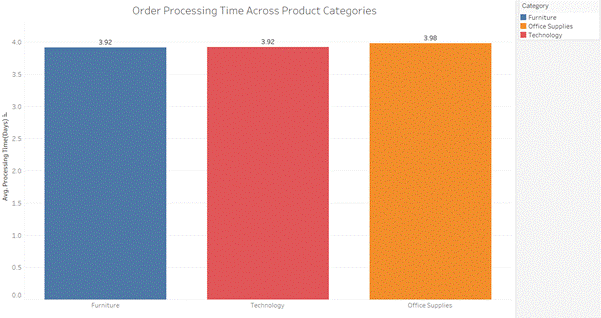 Order Processing Time Across Product Categories
Category
Furniture
Office Supplies
Technology
Avg. Processing Time(Days)
4.0
3.5
3.0
2.5
2.0
1.5
1.0
0.5
0.0
3.92
3.92
3.98
Furniture
Technology
Office Supplies